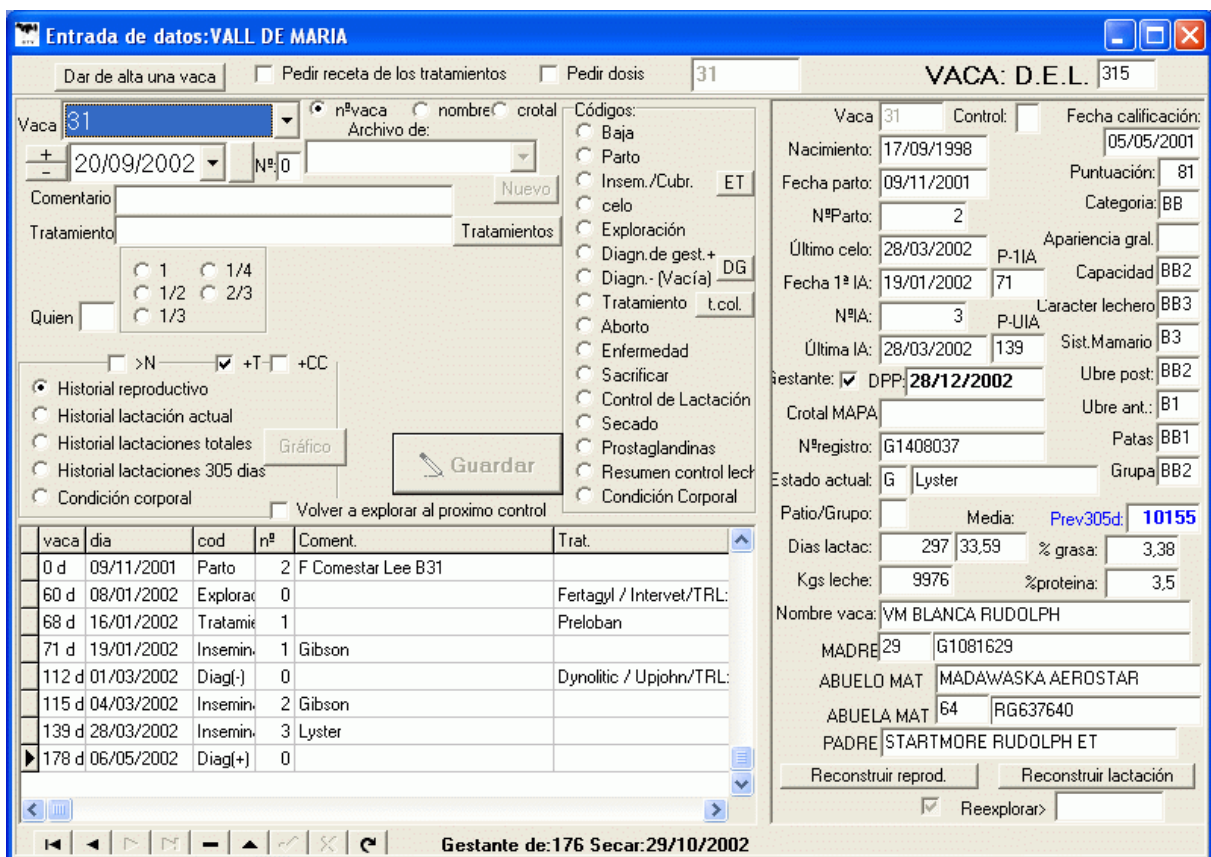 Entrada de datos:VALL DE MARIA
Dar de alta una vaca Pedir receta de los tratamientos Pedir dosis 31 VACA: D.E.L. 315
Vaca 31 nºvaca nombre crotal
Archivo de:
+ - 20/09/2002 Nº: 0
Nuevo
Comentario
Tratamiento Tratamientos
1 1/4
1/2 2/3
1/3
Quien
>N +T +CC
Historial reproductivo
Historial lactación actual
Historial lactaciones totales Gráfico
Historial lactaciones 305 dias
Condición corporal
Guardar
Volver a explorar al proximo control
Códigos:
Baja
Parto
Insem./Cubr. ET
celo
Exploración
Diagn.de gest.+
Diagn.- (Vacía) DG
Tratamiento t.col.
Aborto
Enfermedad
Sacrificar
Control de Lactación
Secado
Prostaglandinas
Resumen control lech
Condición Corporal
vaca dia cod nº Coment. Trat.
0 d 09/11/2001 Parto 2 F Comestar Lee B31
60 d 08/01/2002 Explorac 0 Fertagyl / Intervet/TRL:
68 d 16/01/2002 Tratamie 1 Preloban
71 d 19/01/2002 Insemin. 1 Gibson
112 d 01/03/2002 Diag(-) 0 Dynolitic / Upjohn/TRL:
115 d 04/03/2002 Insemin. 2 Gibson
139 d 28/03/2002 Insemin. 3 Lyster
178 d 06/05/2002 Diag(+) 0
Gestante de:176 Secar:29/10/2002
Vaca 31 Control: Fecha calificación:
05/05/2001
Nacimiento: 17/09/1998
Puntuación: 81
Fecha parto: 09/11/2001
Categoria: BB
NºParto: 2
Apariencia gral.
Último celo: 28/03/2002 P-1IA
Capacidad BB2
Fecha 1ª IA: 19/01/2002 71
Caracter lechero BB3
NºIA: 3 P-UIA
Sist.Mamario B3
Última IA: 28/03/2002 139
Ubre post: BB2
Gestante: DPP: 28/12/2002
Ubre ant.: B1
Crotal MAPA
Patas BB1
Nºregistro: G1408037
Grupa BB2
Estado actual: G Lyster
Patio/Grupo: Media: Prev305d: 10155
Dias lactac: 297 33,59 % grasa: 3,38
Kgs leche: 9976 %proteina: 3,5
Nombre vaca: VM BLANCA RUDOLPH
MADRE 29 G1081629
ABUELO MAT MADAWASKA AEROSTAR
ABUELA MAT 64 RG637640
PADRE STARTMORE RUDOLPH ET
Reconstruir reprod. Reconstruir lactación
Reexplorar>